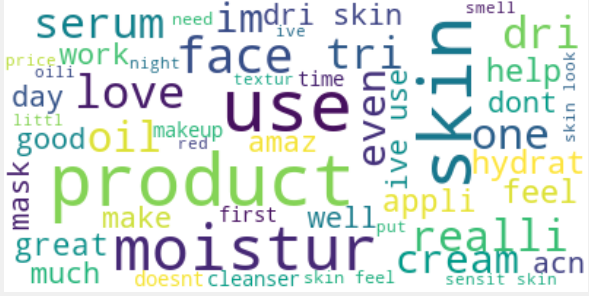 smell
serum need im dri skin
ive
face tri dri
price work night
oili textur time help skin look
day love use even ive use skin dont
littl
good oil makeup amaz one
red
mask product hydrat
appli feel
make first well put
great moistur realli
cream acn
much doesnt cleanser skin feel sensit skin